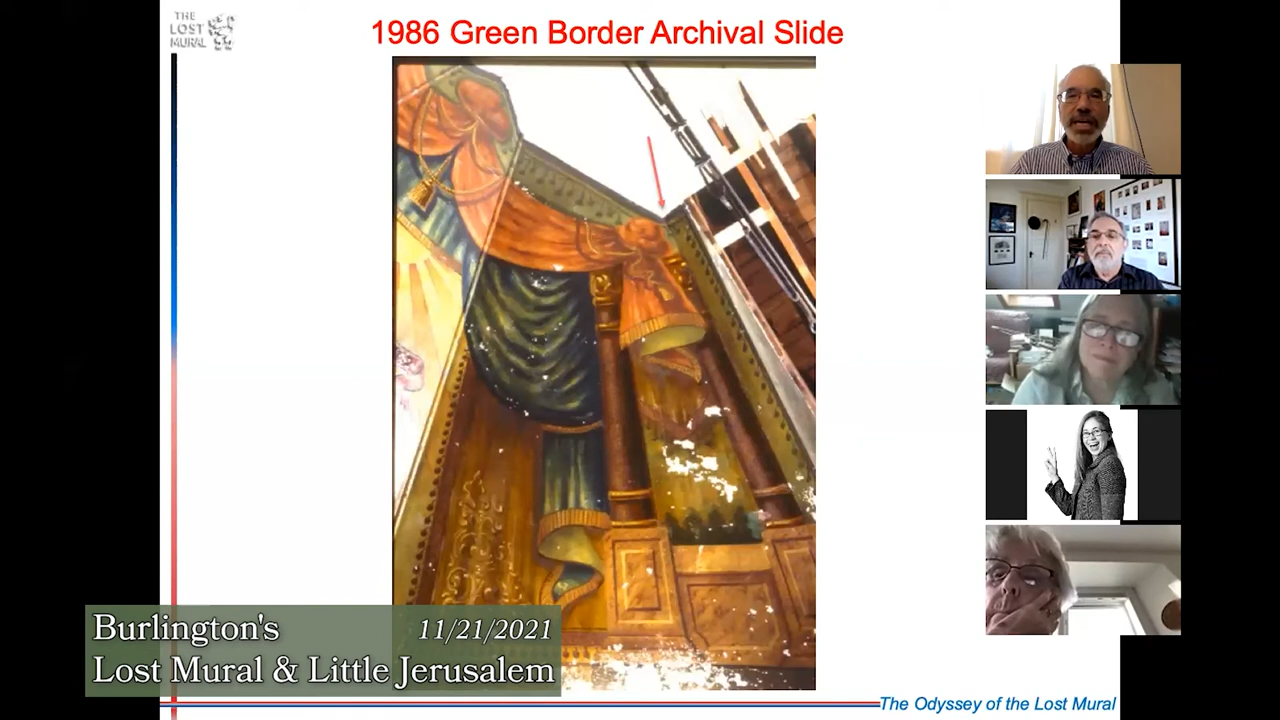 THE
LOST
MURAL
1986 Green Border Archival Slide
Burlington's 11/21/2021
Lost Mural & Little Jerusalem
The Odyssey of the Lost Mural